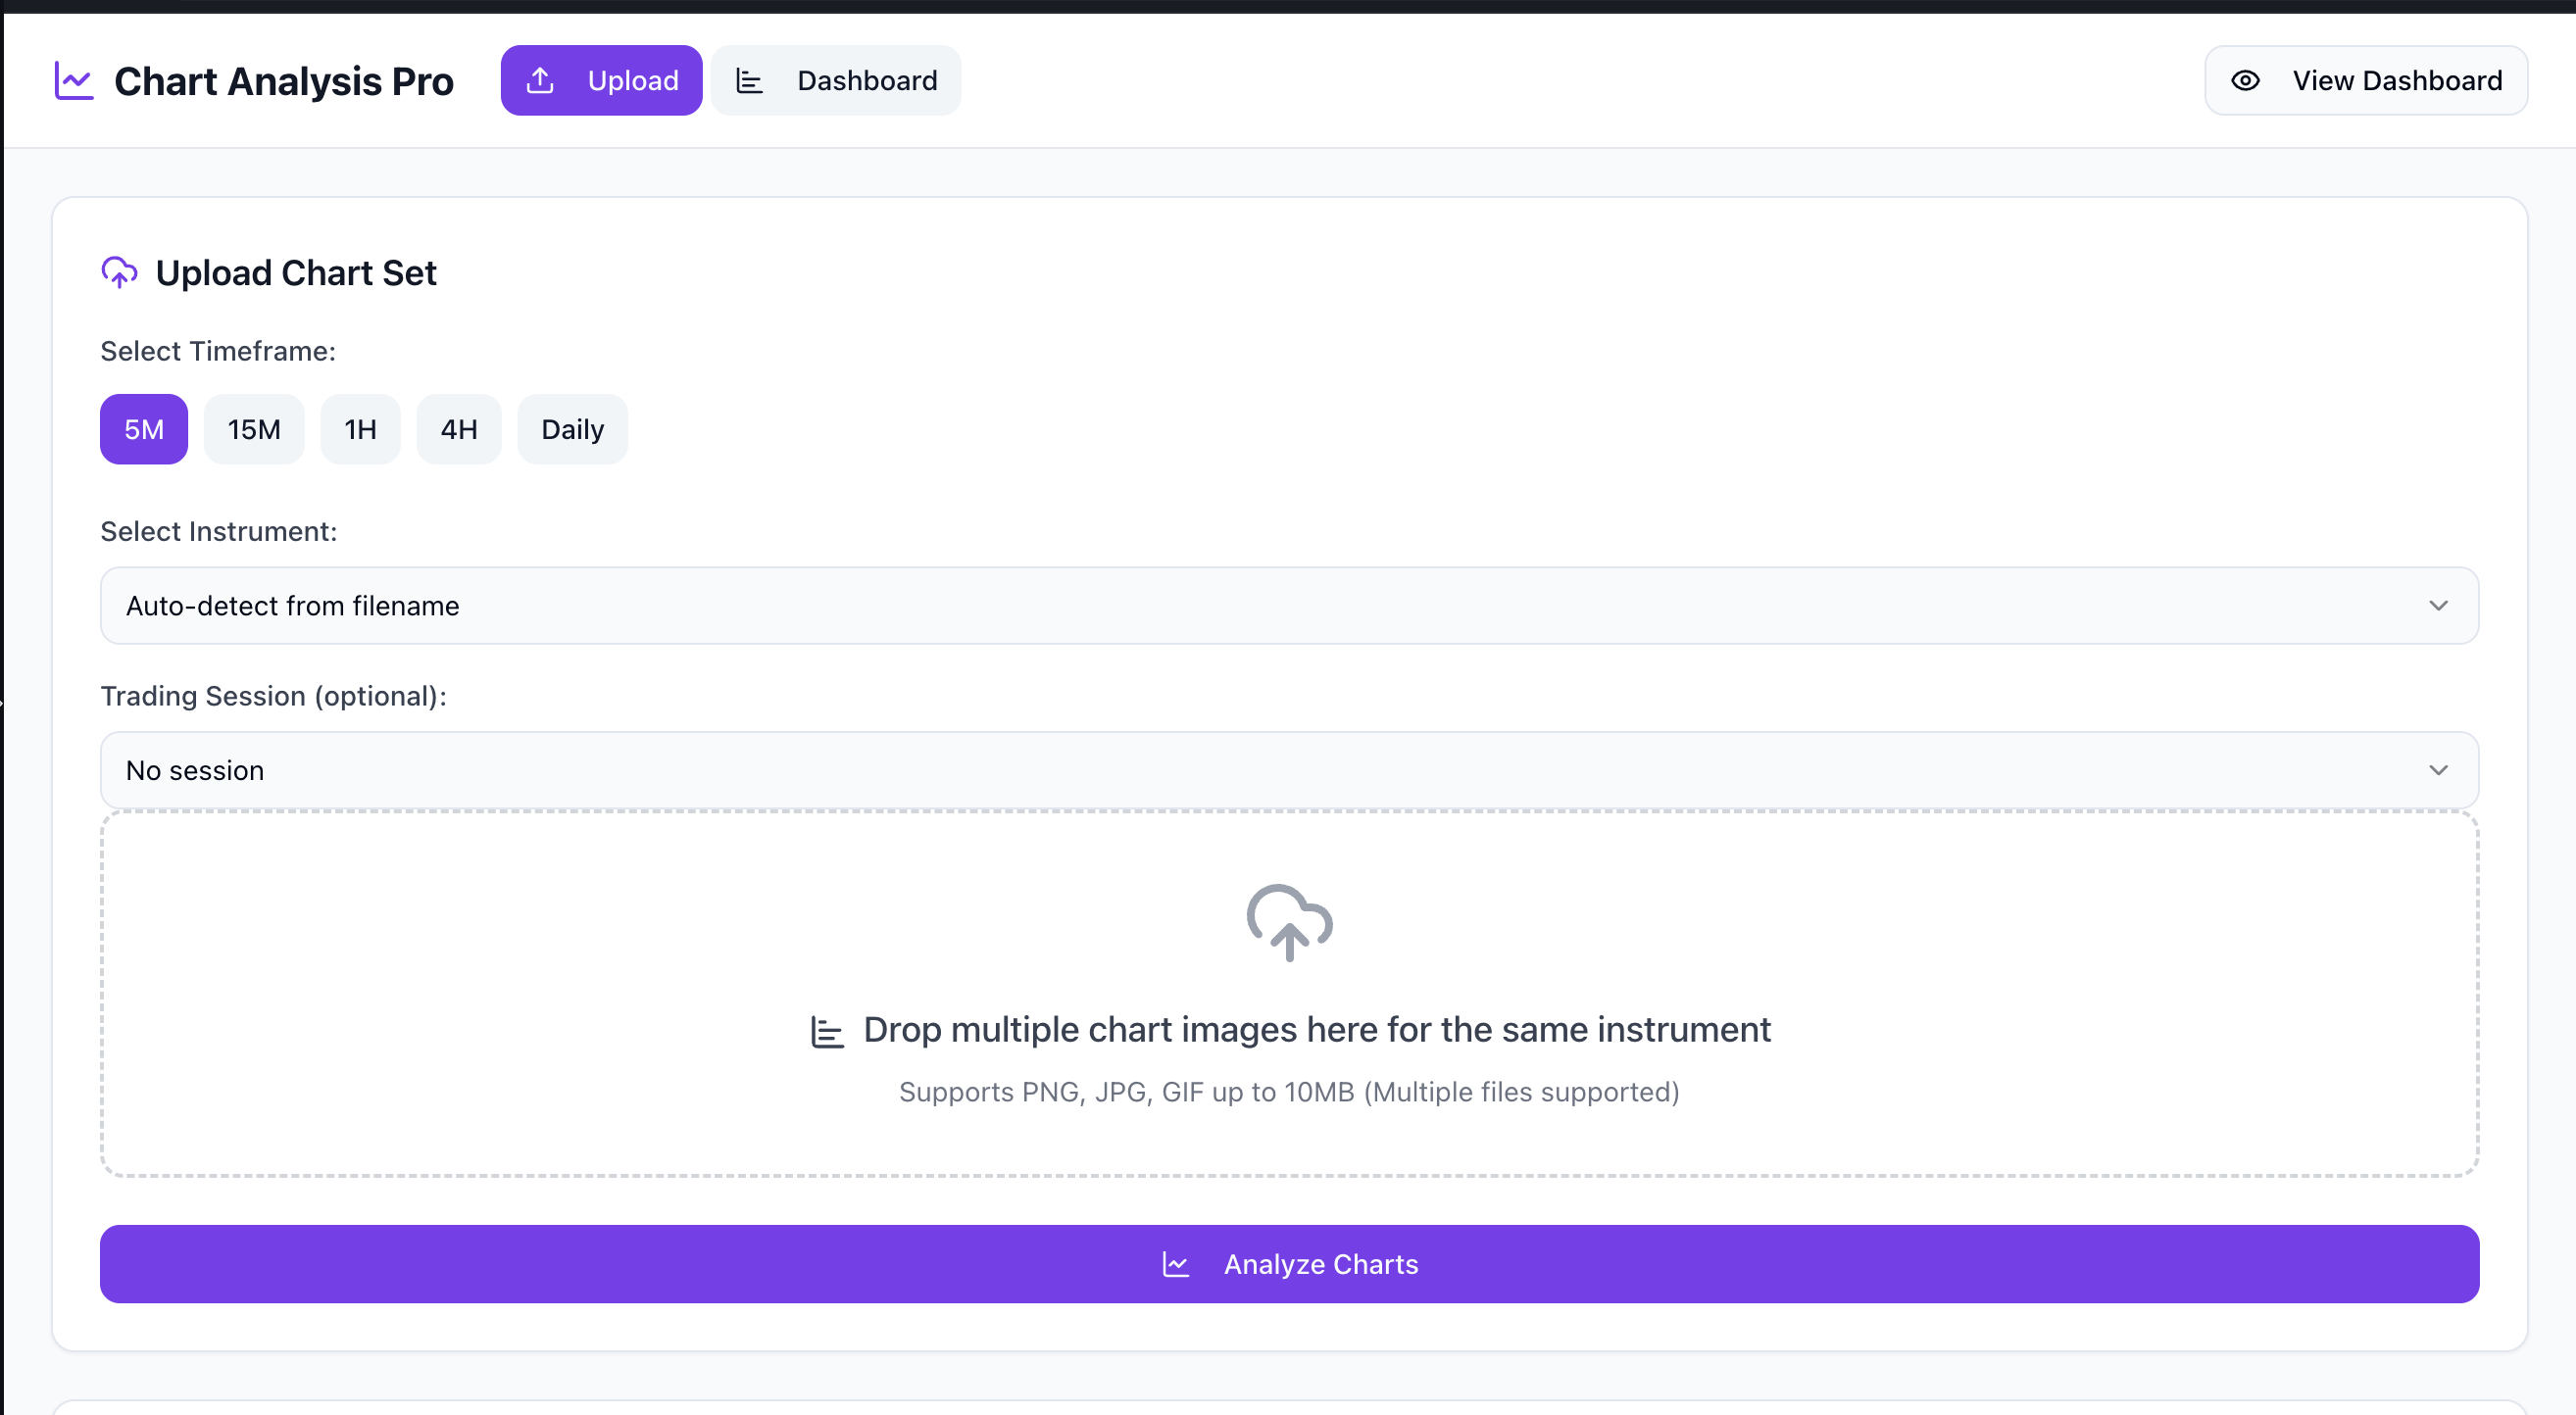 Chart Analysis Pro
Upload
Dashboard
View Dashboard
Upload Chart Set
Select Timeframe:
5M 15M 1H 4H Daily
Select Instrument:
Auto-detect from filename
Trading Session (optional):
No session
Drop multiple chart images here for the same instrument
Supports PNG, JPG, GIF up to 10MB (Multiple files supported)
Analyze Charts